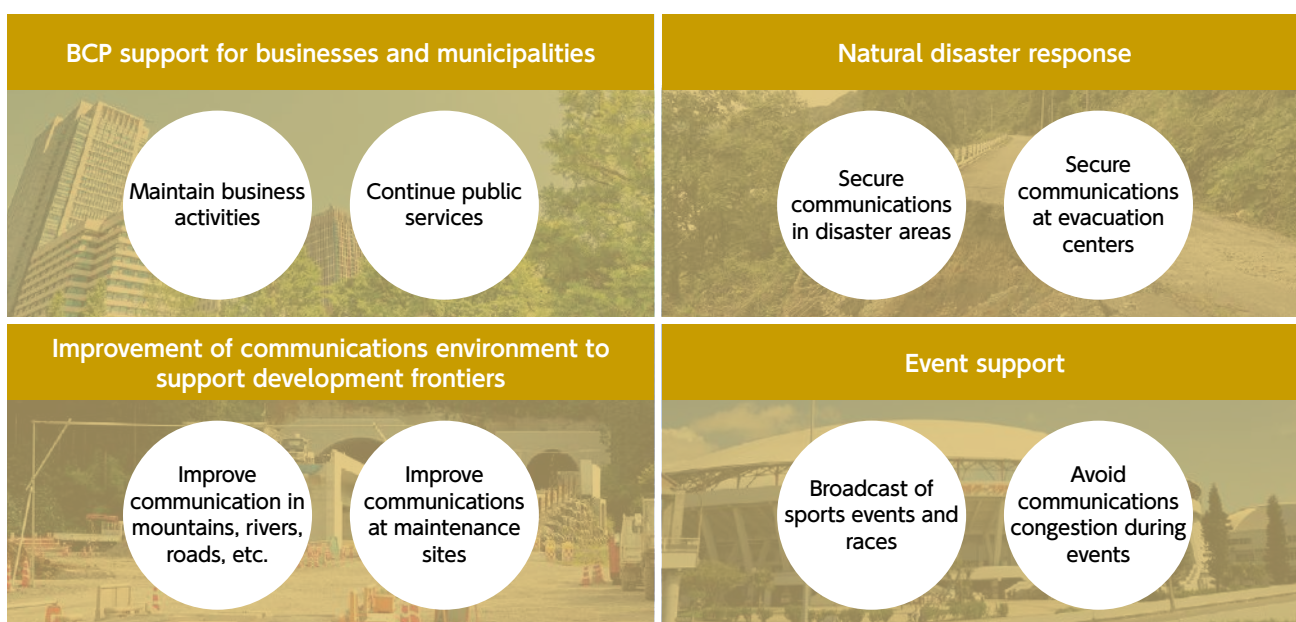 BCP support for businesses and municipalities
Maintain business
activities
Continue public
services
Natural disaster response
Secure
communications
in disaster areas
Secure
communications
at evacuation
centers
Improvement of communications environment to
support development frontiers
Improve
communication in
mountains, rivers,
roads, etc.
Improve
communications
at maintenance
sites
Event support
Broadcast of
sports events and
races
Avoid
communications
congestion during
events